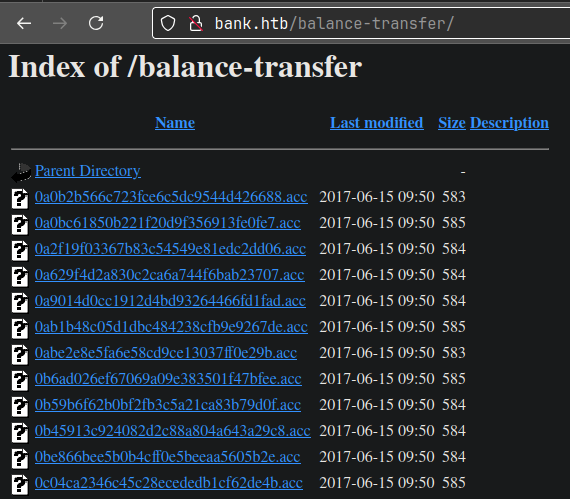 bank.htb/balance-transfer/
Index of /balance-transfer
Name Last modified Size Description
Parent Directory -
0a0b2b566c723fce6c5dc9544d426688.acc 2017-06-15 09:50 583
0a0bc61850b221f20d9f356913fe0fe7.acc 2017-06-15 09:50 585
0a2f19f03367b83c54549e81edc2dd06.acc 2017-06-15 09:50 584
0a629f4d2a830c2ca6a744f6bab23707.acc 2017-06-15 09:50 584
0a9014d0cc1912d4bd93264466fd1fad.acc 2017-06-15 09:50 584
0ab1b48c05d1dbc484238cfb9e9267de.acc 2017-06-15 09:50 585
0abe2e8e5fa6e58cd9ce13037ff0e29b.acc 2017-06-15 09:50 583
0b6ad026ef67069a09e383501f47bfee.acc 2017-06-15 09:50 585
0b59b6f62b0bf2fb3c5a21ca83b79d0f.acc 2017-06-15 09:50 584
0b45913c924082d2c88a804a643a29c8.acc 2017-06-15 09:50 584
0be866bee5b0b4cff0e5beeaa5605b2e.acc 2017-06-15 09:50 584
0c04ca2346c45c28ecededb1cf62de4b.acc 2017-06-15 09:50 585